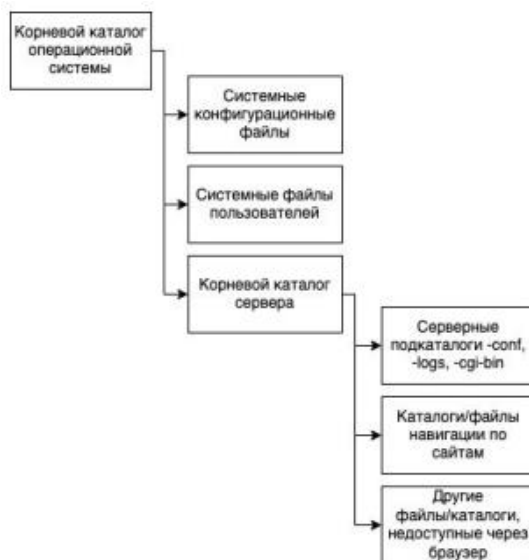 Корневой каталог
операционной
системы
Системные
конфигурационные
файлы
Системные файлы
пользователей
Корневой каталог
сервера
Серверные
подкаталоги -conf,
-logs, -cgi-bin
Каталоги/файлы
навигации по
сайтам
Другие
файлы/каталоги,
недоступные через
браузер